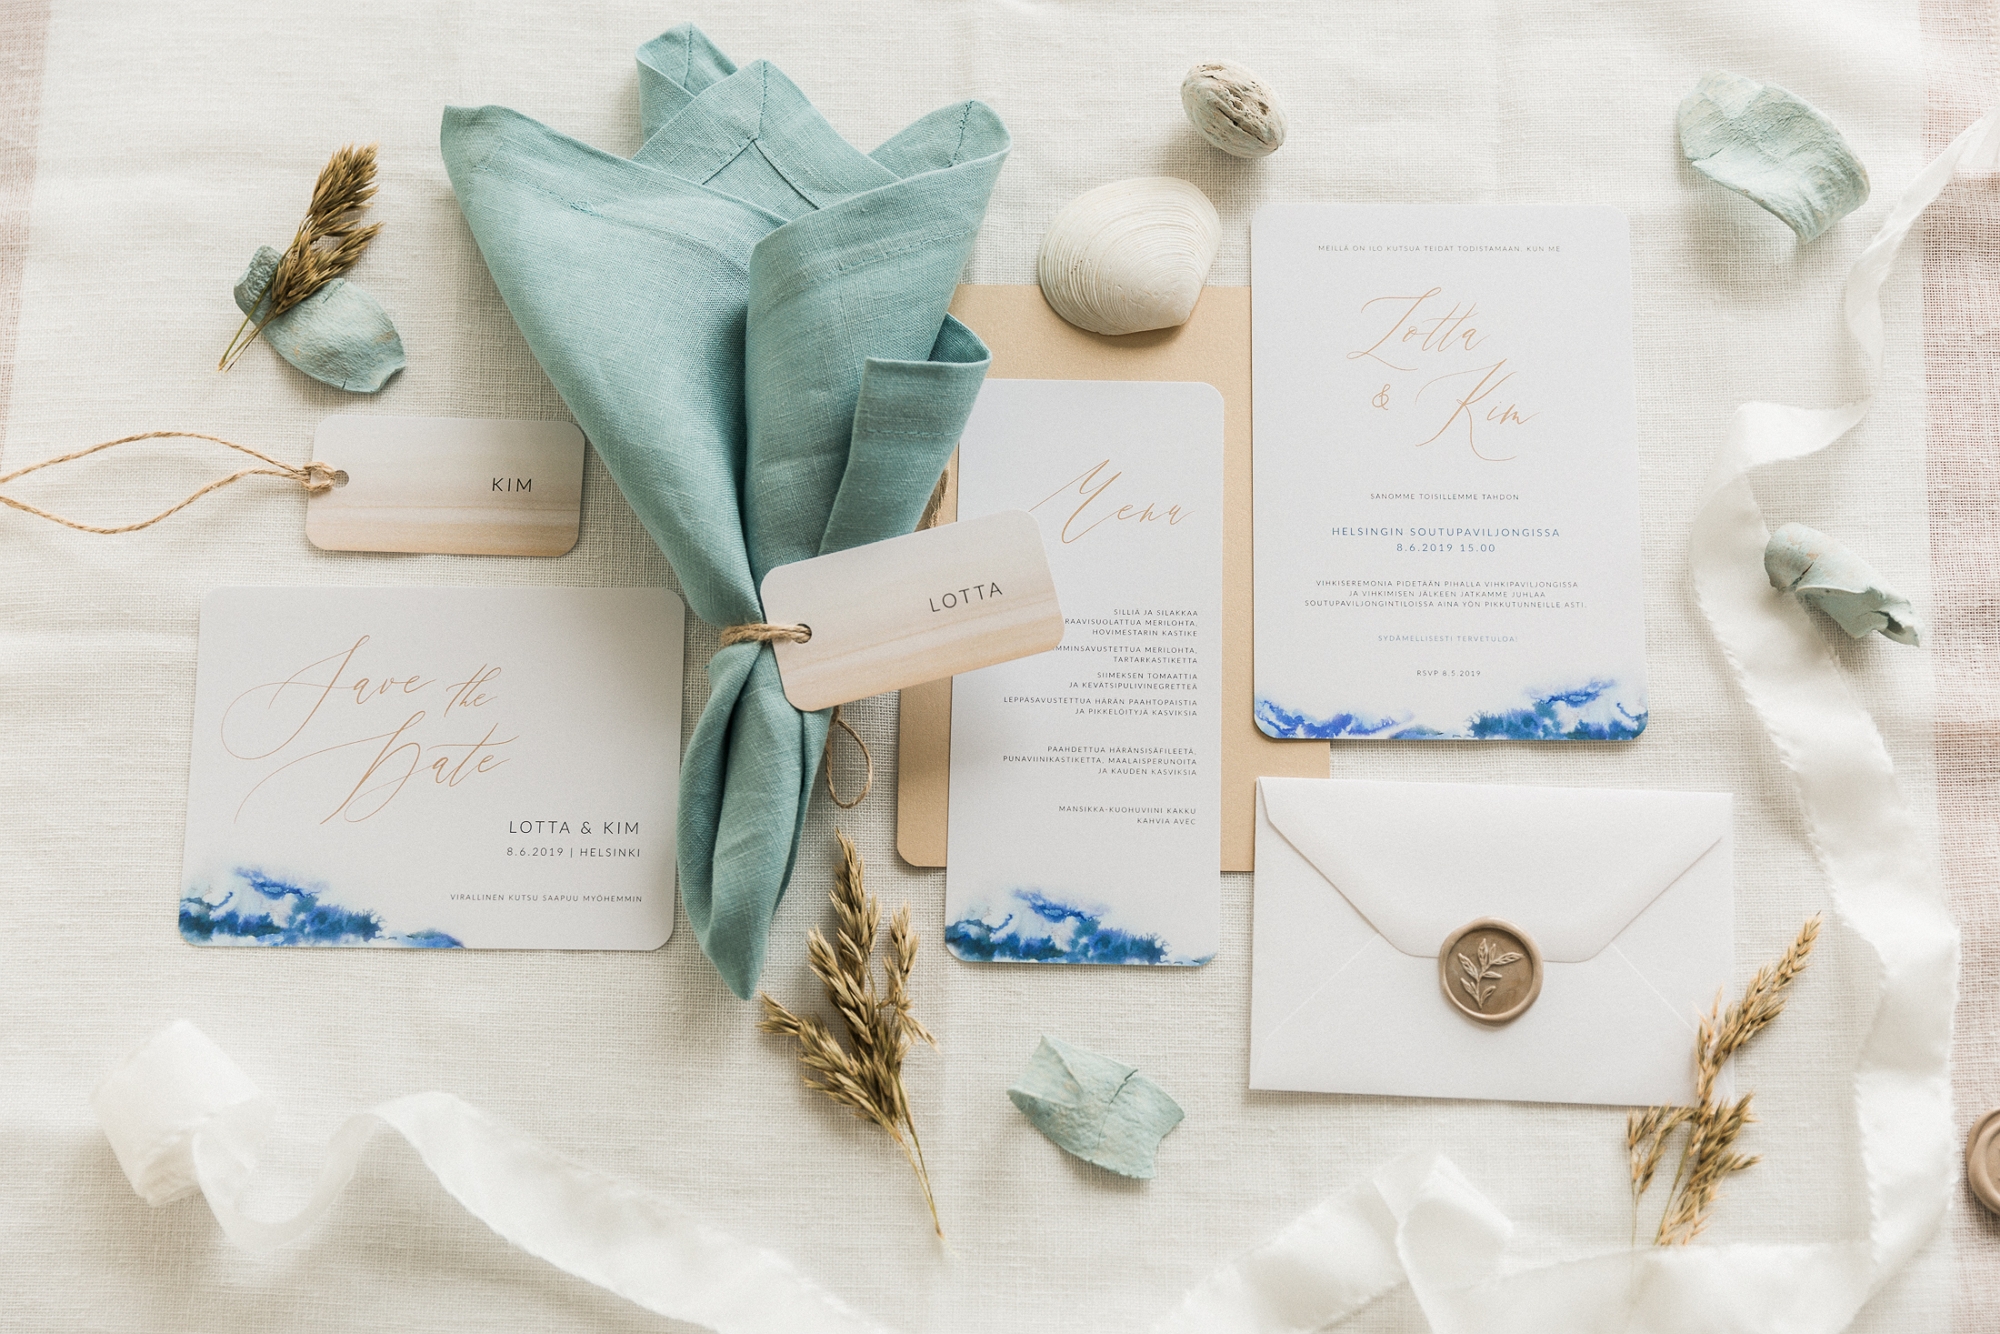 KIM
LOTTA
Save the
Date
LOTTA & KIM
8.6.2019 | HELSINKI
VIRALLINEN KUTSU SAAPUU MYÖHEMMIN
Menu
SILLIÄ JA SILAKKAA
RAAVISUOLATTUA MERILOHTA,
HOVIMESTARIN KASTIKE
MMINSAVUSTETTUA MERILOHTA,
TARTARKASTIKETTA
SIIMEKSEN TOMAATTIA
JA KEVÄTSIPULIVINEGRETTEÄ
LEPPÄSAVUSTETTUA HÄRÄN PAAHTOPAISTIA
JA PIKKELÖITYJÄ KASVIKSIA
PAAHDETTUA HÄRÄNSISÄFILEETÄ,
PUNAVIINIKASTIKETTA, MAALAISPERUNOITA
JA KAUDEN KASVIKSIA
MANSIKKA-KUOHUVIINI KAKKU
KAHVIA AVEC
MEILLÄ ON ILO KUTSUA TEIDÄT TODISTAMAAN, KUN ME
Lotta
& Kim
SANOMME TOISILLEMME TAHDON
HELSINGIN SOUTUPAVILJONGISSA
8.6.2019 15.00
VIHKISEREMONIA PIDETÄÄN PIHALLA VIHKIPAVILJONGISSA
JA VIHKIMISEN JÄLKEEN JATKAMME JUHLAA
SOUTUPAVILJONGINTILOISSA AINA YÖN PIKKUTUNNEILLE ASTI.
SYDÄMELLISESTI TERVETULOA!
RSVP 8.5.2019